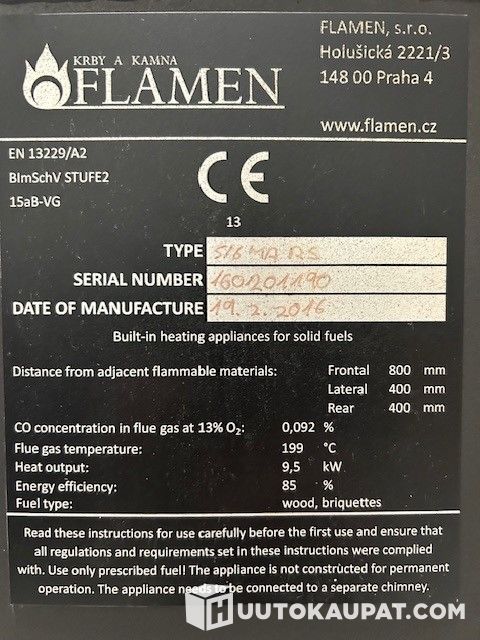 KRBY A KAMNA
FLAMEN
FLAMEN, s.r.o.
Holušická 2221/3
148 00 Praha 4
www.flamen.cz
EN 13229/A2
BImSchV STUFE2
15aB-VG
CE
13
TYPE SIGMA RS
SERIAL NUMBER 160201190
DATE OF MANUFACTURE 19. 2. 2016
Built-in heating appliances for solid fuels
Distance from adjacent flammable materials: Frontal 800 mm
Lateral 400 mm
Rear 400 mm
CO concentration in flue gas at 13% O₂: 0,092 %
Flue gas temperature: 199 °C
Heat output: 9,5 kW
Energy efficiency: 85 %
Fuel type: wood, briquettes
Read these instructions for use carefully before the first use and ensure that
all regulations and requirements set in these instructions were complied
with. Use only prescribed fuel! The appliance is not constructed for permanent
operation. The appliance needs to be connected to a separate chimney.
HUUTOKAUPAT.COM